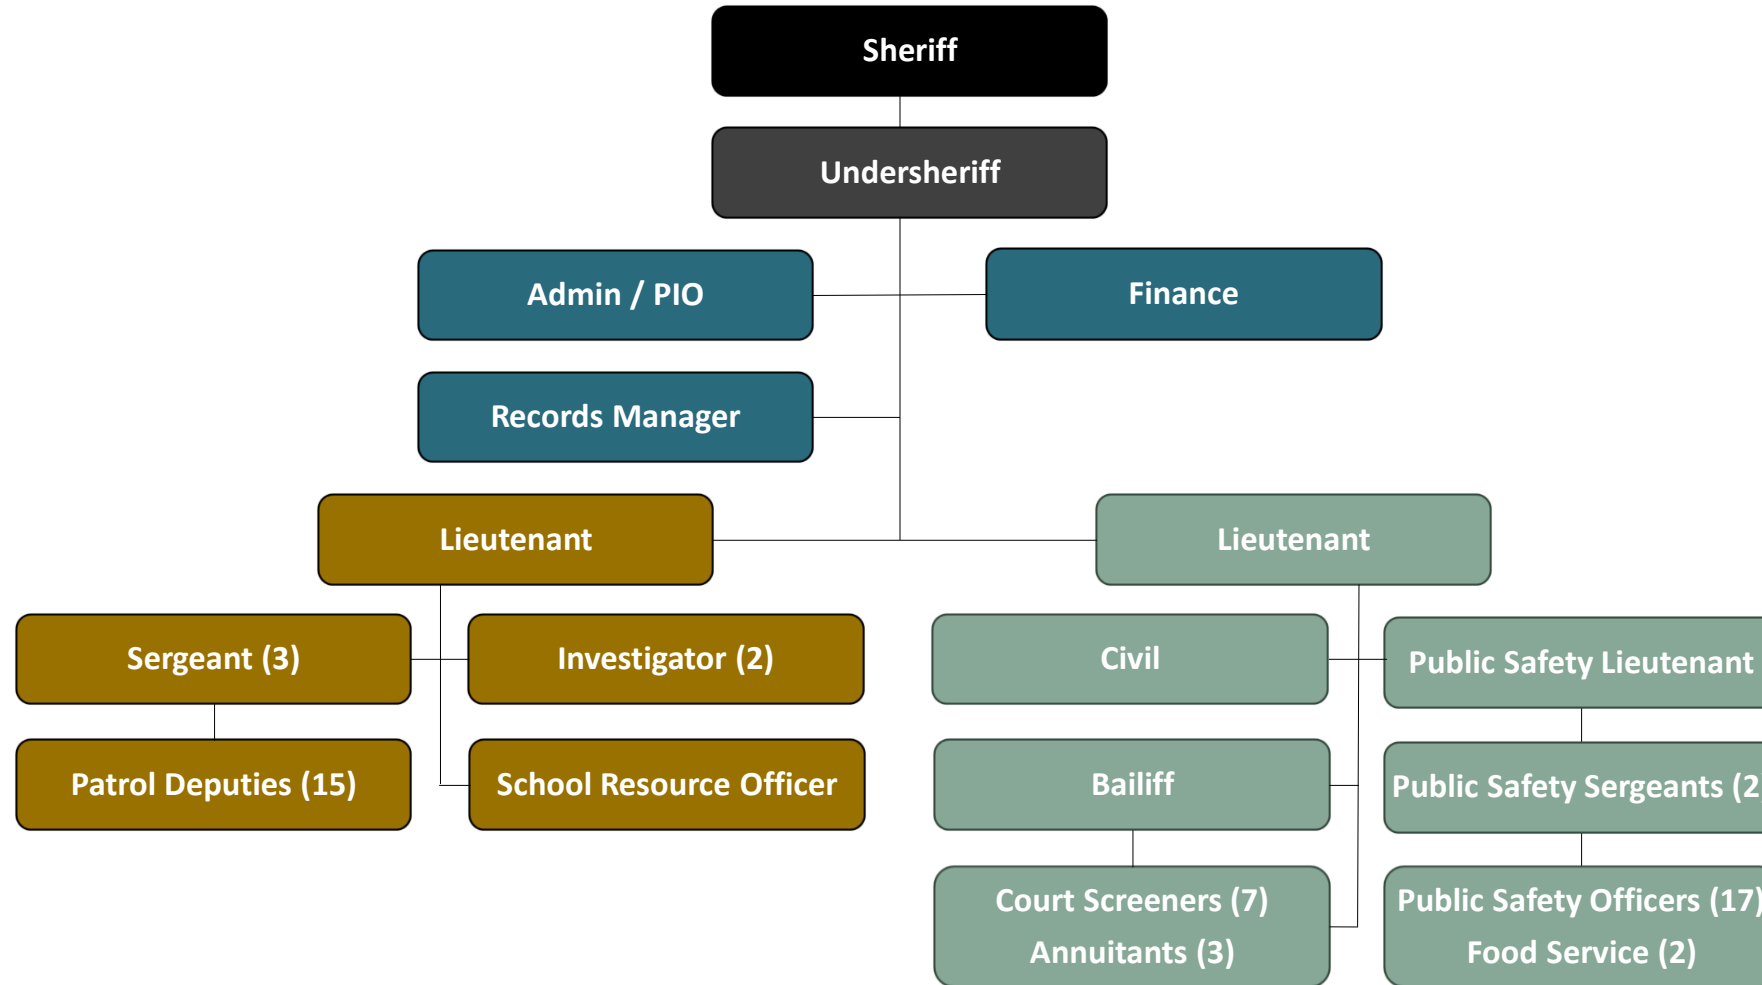 Sheriff
Undersheriff
Admin / PIO
Finance
Records Manager
Lieutenant
Lieutenant
Sergeant (3)
Investigator (2)
Civil
Public Safety Lieutenant
Patrol Deputies (15)
School Resource Officer
Bailiff
Public Safety Sergeants (2
Court Screeners (7)
Annuitants (3)
Public Safety Officers (17)
Food Service (2)